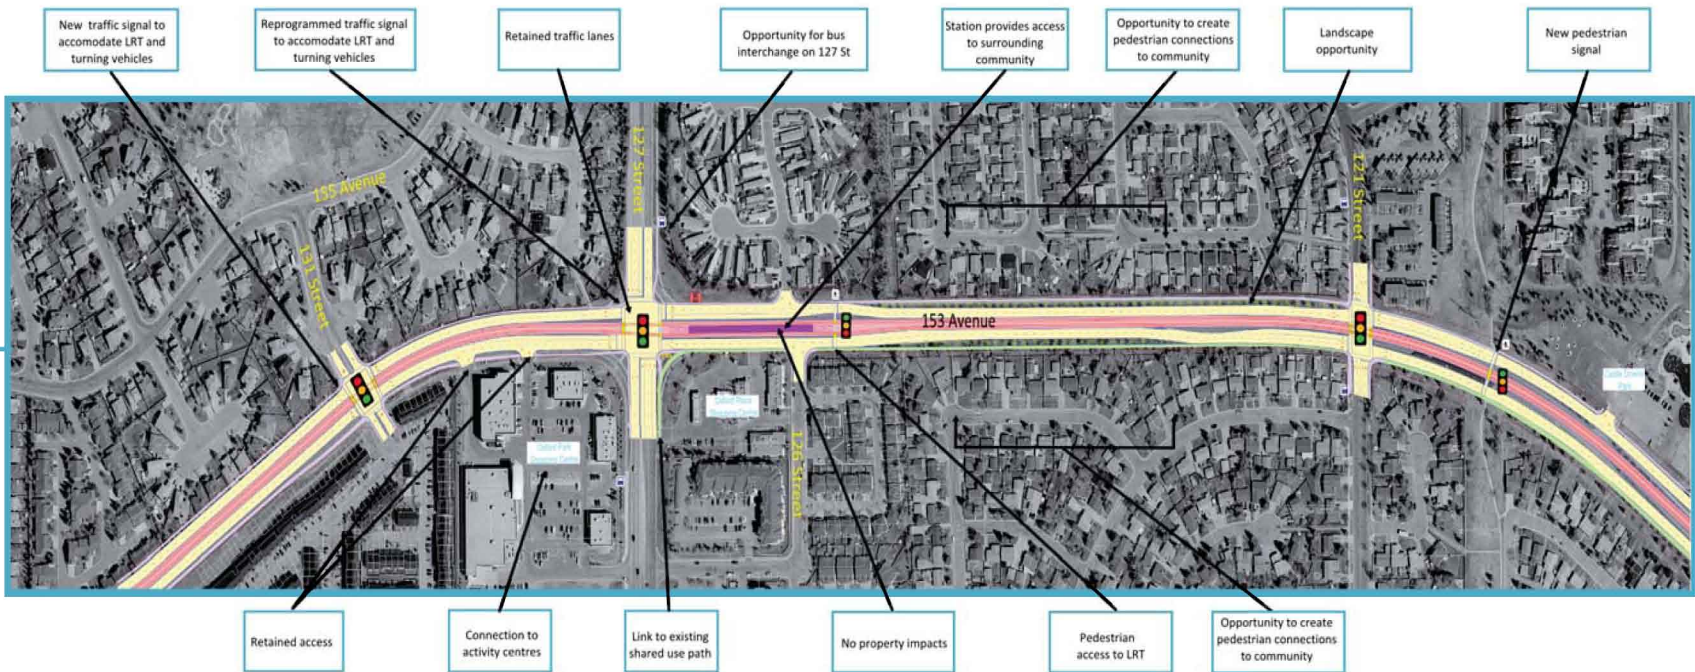 New traffic signal to
accomodate LRT and
turning vehicles
Reprogrammed traffic signal
to accomodate LRT and
turning vehicles
Retained traffic lanes
Opportunity for bus
interchange on 127 St
Station provides access
to surrounding
community
Opportunity to create
pedestrian connections
to community
Landscape
opportunity
New pedestrian
signal
155 Avenue
131 Street
127 Street
121 Street
153 Avenue
126 Street
Castle Downs
Park
Retained access
Connection to
activity centres
Link to existing
shared use path
No property impacts
Pedestrian
access to LRT
Opportunity to create
pedestrian connections
to community